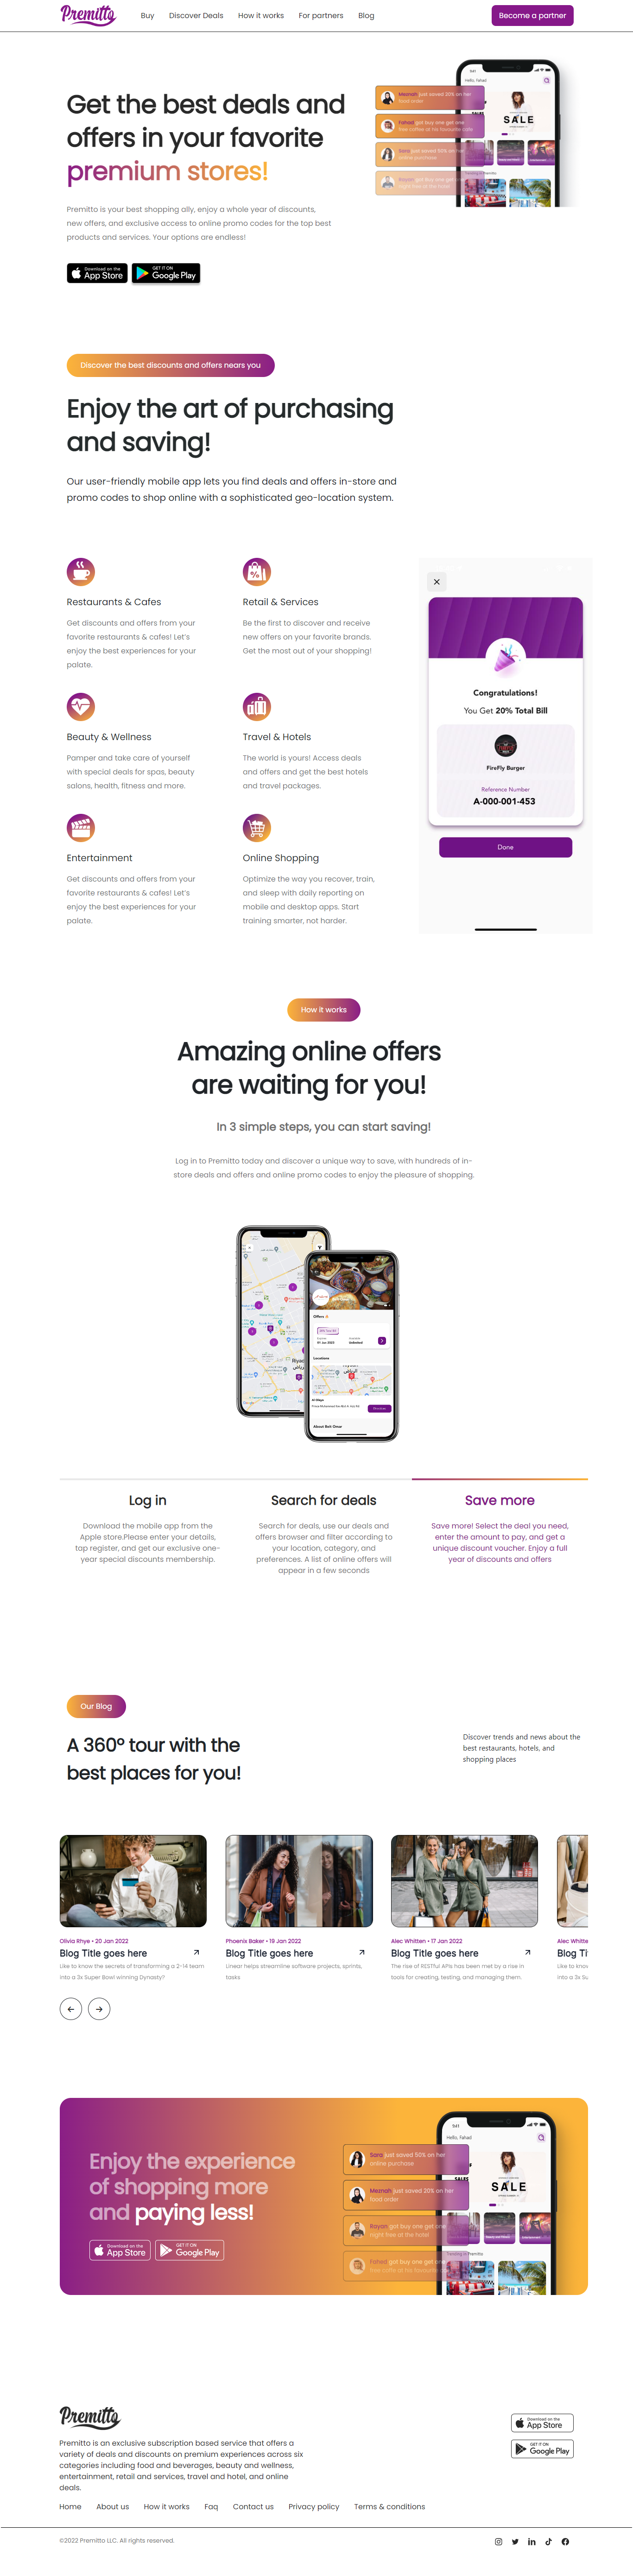 Premitto
Buy
Discover Deals
How it works
For partners
Blog
Become a partner
Get the best deals and
offers in your favorite
premium stores!
Premitto is your best shopping ally, enjoy a whole year of discounts,
new offers, and exclusive access to online promo codes for the top best
products and services. Your options are endless!
Download on the
App Store
GET IT ON
Google Play
9:41
Hello, Fahad
Meznah just saved 20% on her
food order
Fahad got buy one get one
free coffee at his favourite cafe
Sara just saved 50% on her
online purchase
Rayan got Buy one get one
night free at the hotel
SALE
Discover the best discounts and offers nears you
Enjoy the art of purchasing
and saving!
Our user-friendly mobile app lets you find deals and offers in-store and
promo codes to shop online with a sophisticated geo-location system.
Restaurants & Cafes
Get discounts and offers from your
favorite restaurants & cafes! Let's
enjoy the best experiences for your
palate.
Retail & Services
Be the first to discover and receive
new offers on your favorite brands.
Get the most out of your shopping!
Beauty & Wellness
Pamper and take care of yourself
with special deals for spas, beauty
salons, health, fitness and more.
Travel & Hotels
The world is yours! Access deals
and offers and get the best hotels
and travel packages.
Entertainment
Get discounts and offers from your
favorite restaurants & cafes! Let's
enjoy the best experiences for your
palate.
Online Shopping
Optimize the way you recover, train,
and sleep with daily reporting on
mobile and desktop apps. Start
training smarter, not harder.
Congratulations!
You Get 20% Total Bill
FireFly Burger
Reference Number
A-000-001-453
Done
How it works
Amazing online offers
are waiting for you!
In 3 simple steps, you can start saving!
Log in to Premitto today and discover a unique way to save, with hundreds of in-
store deals and offers and online promo codes to enjoy the pleasure of shopping.
Riyad
الرياض
Offers
Locations
Log in
Download the mobile app from the
Apple store.Please enter your details,
tap register, and get our exclusive one-
year special discounts membership.
Search for deals
Search for deals, use our deals and
offers browser and filter according to
your location, category, and
preferences. A list of online offers will
appear in a few seconds
Save more
Save more! Select the deal you need,
enter the amount to pay, and get a
unique discount voucher. Enjoy a full
year of discounts and offers
Our Blog
A 360° tour with the
best places for you!
Discover trends and news about the
best restaurants, hotels, and
shopping places
Olivia Rhye • 20 Jan 2022
Blog Title goes here
Like to know the secrets of transforming a 2-14 team
into a 3x Super Bowl winning Dynasty?
Phoenix Baker • 19 Jan 2022
Blog Title goes here
Linear helps streamline software projects, sprints,
tasks
Alec Whitten • 17 Jan 2022
Blog Title goes here
The rise of RESTful APIs has been met by a rise in
tools for creating, testing, and managing them.
Alec Whitte
Blog Ti
Like to know
into a 3x Su
Enjoy the experience
of shopping more
and paying less!
Download on the
App Store
GET IT ON
Google Play
9:41
Hello, Fahad
Sara just saved 50% on her
online purchase
Meznah just saved 20% on her
food order
Rayan got buy one get one
night free at the hotel
Fahad got buy one get one
SALES
SALE
Premitto
Premitto is an exclusive subscription based service that offers a
variety of deals and discounts on premium experiences across six
categories including food and beverages, beauty and wellness,
entertainment, retail and services, travel and hotel, and online
deals.
Download on the
App Store
GET IT ON
Google Play
Home
About us
How it works
Faq
Contact us
Privacy policy
Terms & conditions
©2022 Premitto LLC. All rights reserved.